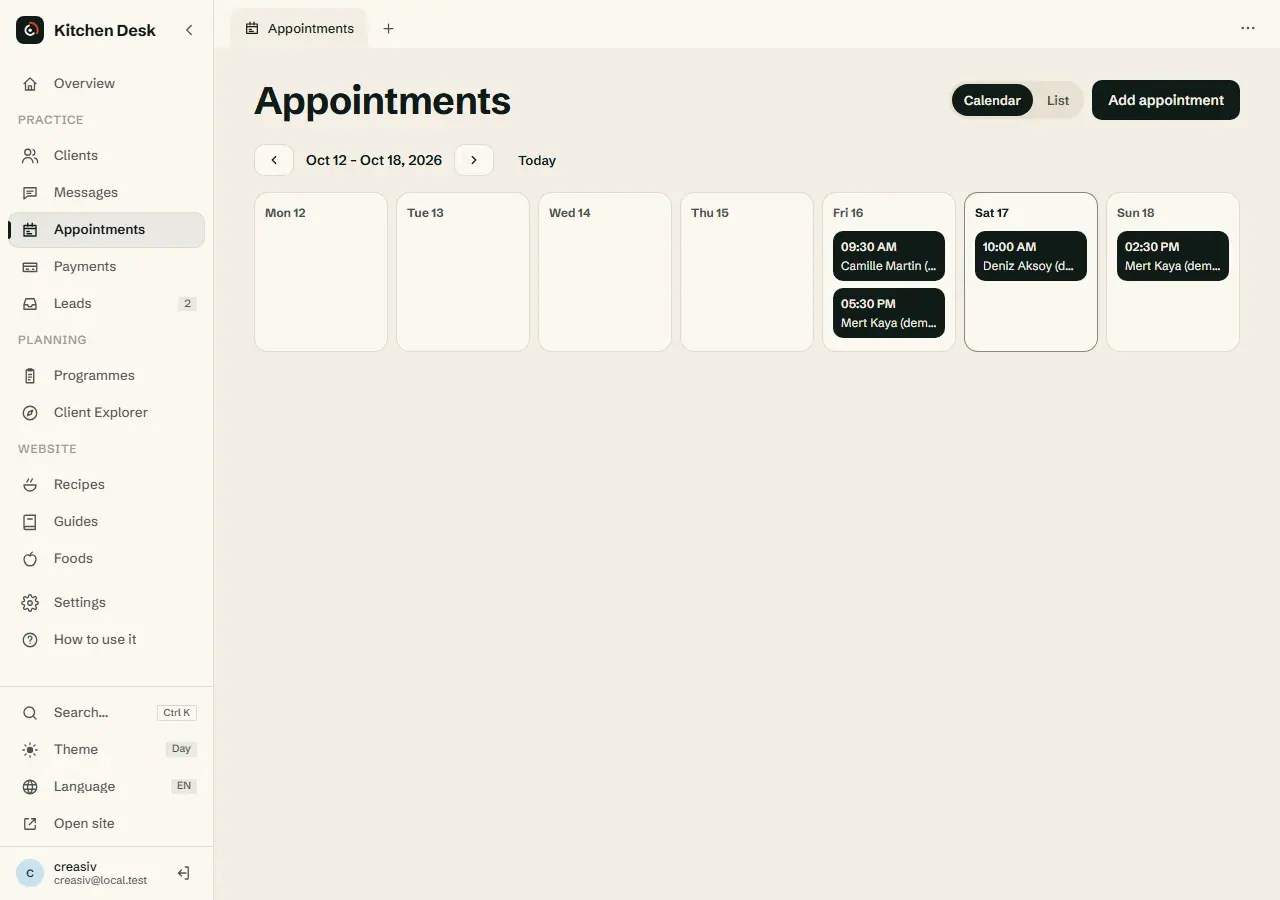 Kitchen Desk
Overview
PRACTICE
Clients
Messages
Appointments
Payments
Leads 2
PLANNING
Programmes
Client Explorer
WEBSITE
Recipes
Guides
Foods
Settings
How to use it
Search... Ctrl K
Theme Day
Language EN
Open site
C
creasiv
creasiv@local.test
Appointments
Appointments
Calendar List Add appointment
Oct 12 – Oct 18, 2026 Today
Mon 12
Tue 13
Wed 14
Thu 15
Fri 16
09:30 AM
Camille Martin (...
05:30 PM
Mert Kaya (dem...
Sat 17
10:00 AM
Deniz Aksoy (d...
Sun 18
02:30 PM
Mert Kaya (dem...